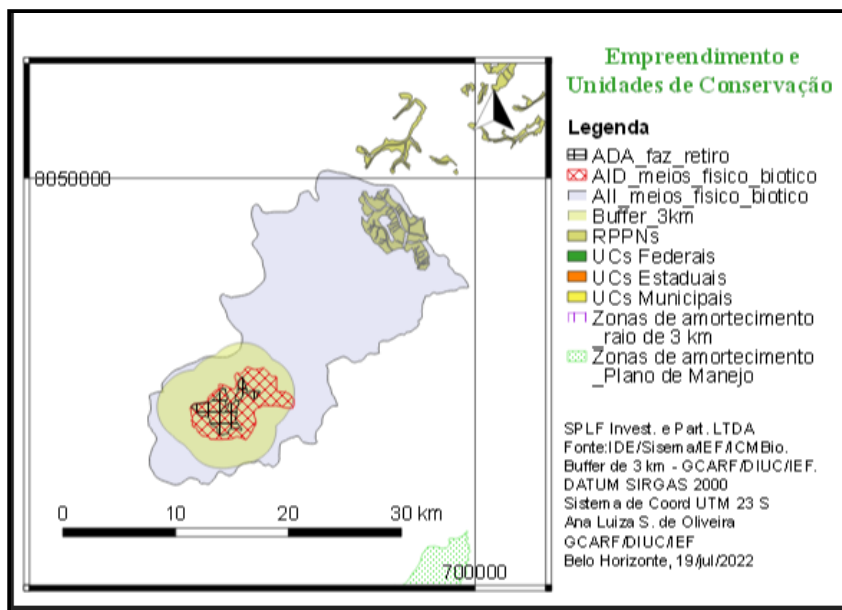 Empreendimento e
Unidades de Conservação
Legenda
ADA_faz_retiro
AID_meios_fisico_biotico
AII_meios_fisico_biotico
Buffer_3km
RPPNs
UCs Federais
UCs Estaduais
UCs Municipais
Zonas de amortecimento
_raio de 3 km
Zonas de amortecimento
_Plano de Manejo
SPLF Invest. e Part. LTDA
Fonte:IDE/Sisema/IEF/ICMBio.
Buffer de 3 km - GCARF/DIUC/IEF.
DATUM SIRGAS 2000
Sistema de Coord UTM 23 S
Ana Luiza S. de Oliveira
GCARF/DIUC/IEF
Belo Horizonte, 19/jul/2022
8050000
0 10 20 30 km
700000